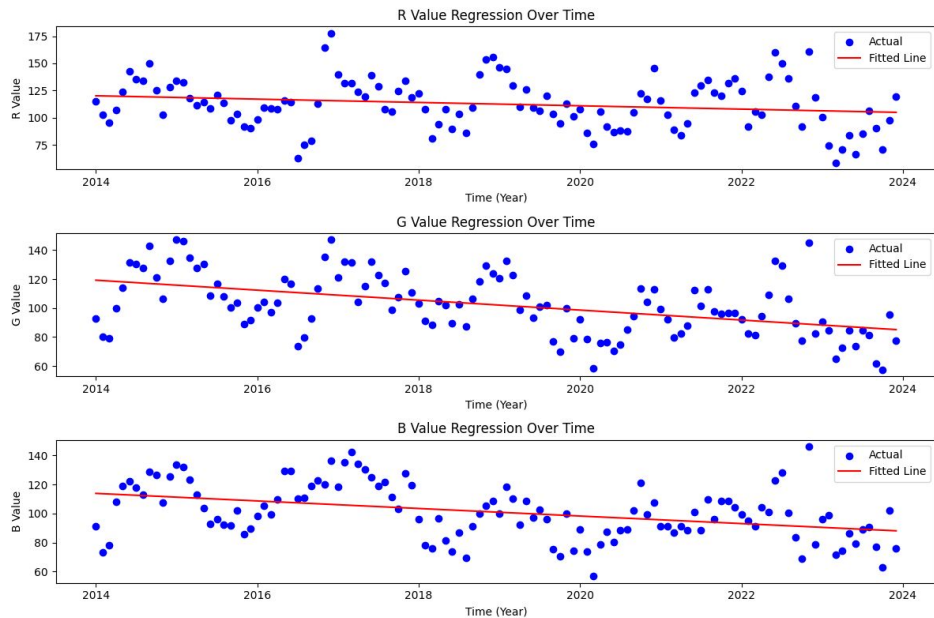 R Value Regression Over Time
Actual
Fitted Line
175
150
125
100
75
R Value
2014 2016 2018 2020 2022 2024
Time (Year)
G Value Regression Over Time
Actual
Fitted Line
140
120
100
80
60
G Value
2014 2016 2018 2020 2022 2024
Time (Year)
B Value Regression Over Time
Actual
Fitted Line
140
120
100
80
60
B Value
2014 2016 2018 2020 2022 2024
Time (Year)